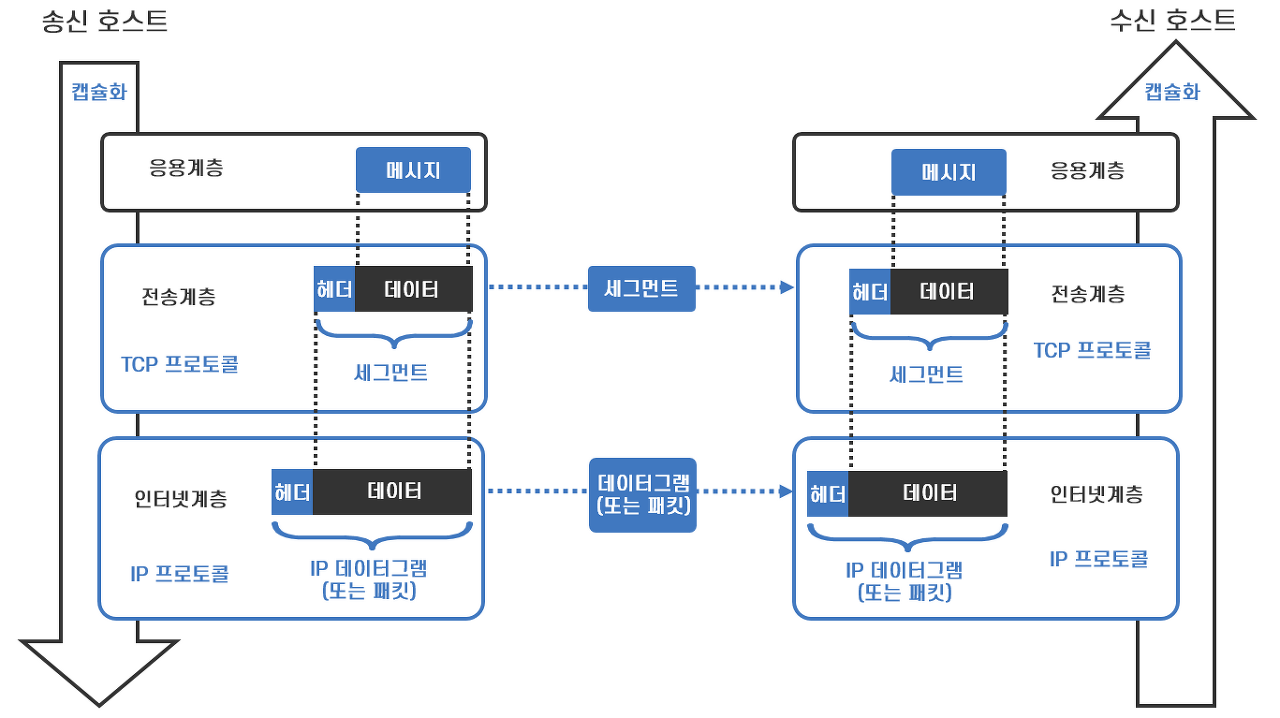 송신 호스트
수신 호스트
캡슐화
캡슐화
응용계층
메시지
메시지
응용계층
헤더
데이터
세그먼트
헤더
데이터
전송계층
전송계층
TCP 프로토콜
세그먼트
세그먼트
TCP 프로토콜
인터넷계층
헤더
데이터
데이터그램
(또는 패킷)
헤더
데이터
인터넷계층
IP 프로토콜
IP 데이터그램
(또는 패킷)
IP 데이터그램
(또는 패킷)
IP 프로토콜